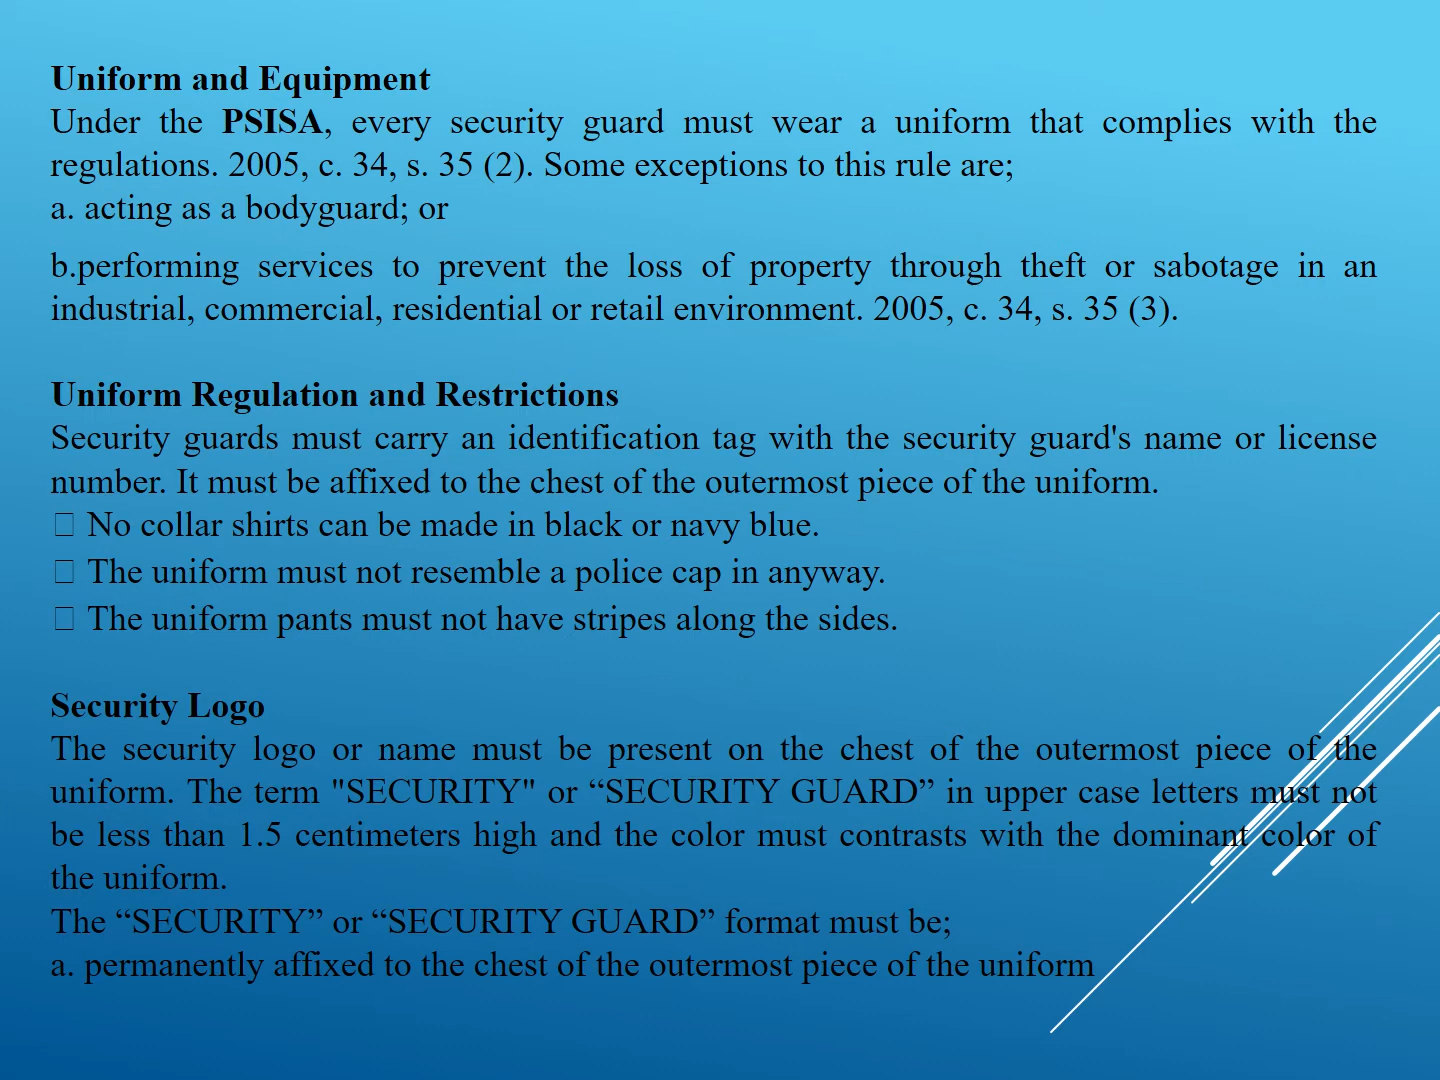 Uniform and Equipment
Under the PSISA, every security guard must wear a uniform that complies with the
regulations. 2005, c. 34, s. 35 (2). Some exceptions to this rule are;
a. acting as a bodyguard; or
b.performing services to prevent the loss of property through theft or sabotage in an
industrial, commercial, residential or retail environment. 2005, c. 34, s. 35 (3).
Uniform Regulation and Restrictions
Security guards must carry an identification tag with the security guard's name or license
number. It must be affixed to the chest of the outermost piece of the uniform.
 No collar shirts can be made in black or navy blue.
 The uniform must not resemble a police cap in anyway.
 The uniform pants must not have stripes along the sides.
Security Logo
The security logo or name must be present on the chest of the outermost piece of the
uniform. The term "SECURITY" or “SECURITY GUARD” in upper case letters must not
be less than 1.5 centimeters high and the color must contrasts with the dominant color of
the uniform.
The “SECURITY” or “SECURITY GUARD” format must be;
a. permanently affixed to the chest of the outermost piece of the uniform